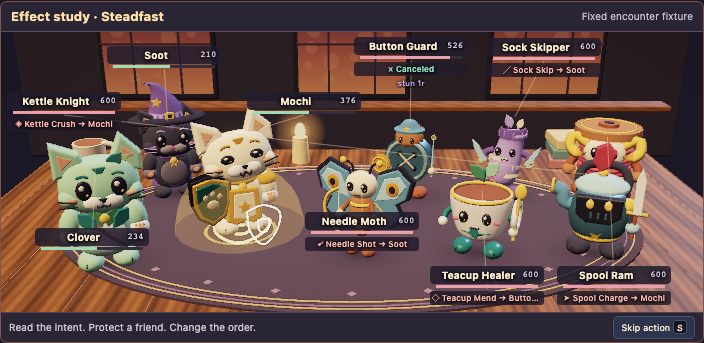 Effect study · Steadfast
Fixed encounter fixture
Soot 210
Button Guard 526
× Canceled
stun 1r
Sock Skipper 600
⟋ Sock Skip → Soot
Kettle Knight 600
◈ Kettle Crush → Mochi
Mochi 376
Needle Moth 600
➶ Needle Shot → Soot
Clover 234
Teacup Healer 600
◇ Teacup Mend → Butto...
Spool Ram 600
➤ Spool Charge → Mochi
Read the intent. Protect a friend. Change the order.
Skip action S